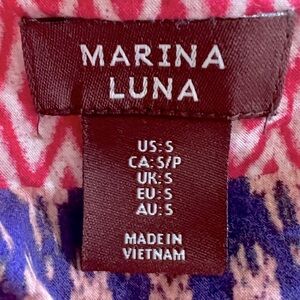 MARINA
LUNA
US: S
CA: S/P
UK: S
EU: S
AU: S
MADE IN
VIETNAM